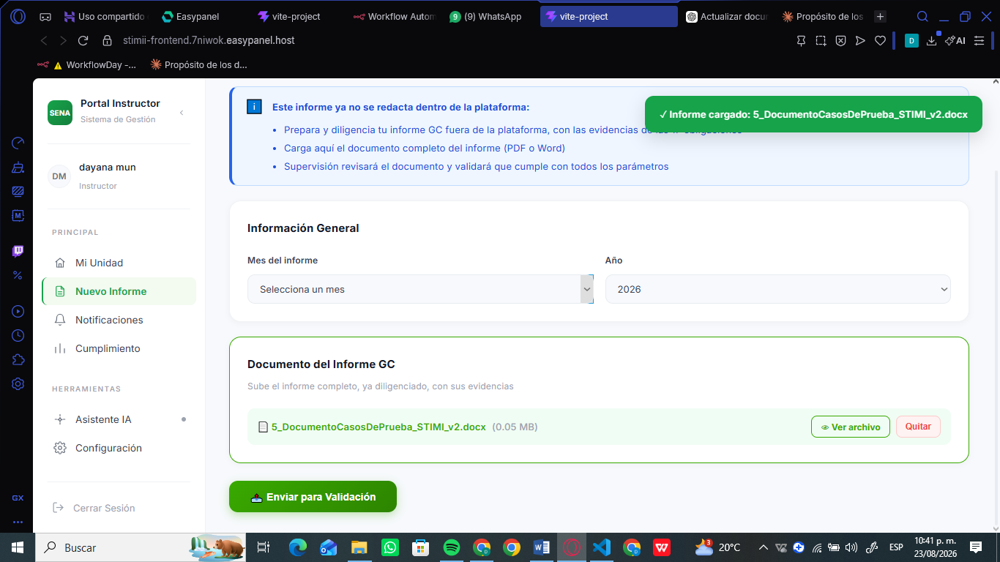 Uso compartido
Easypanel
vite-project
Workflow Autom
9
(9) WhatsApp
vite-project
Actualizar docur
Propósito de los
stimii-frontend.7niwok.easypanel.host
D
AI
WorkflowDay -...
Propósito de los d...
SENA
Portal Instructor
Sistema de Gestión
DM
dayana mun
Instructor
PRINCIPAL
Mi Unidad
Nuevo Informe
Notificaciones
Cumplimiento
HERRAMIENTAS
Asistente IA
Configuración
Cerrar Sesión
M
GX
i
Este informe ya no se redacta dentro de la plataforma:
✓ Informe cargado: 5_DocumentoCasosDePrueba_STIMI_v2.docx
• Prepara y diligencia tu informe GC fuera de la plataforma, con las evidencias
• Carga aquí el documento completo del informe (PDF o Word)
• Supervisión revisará el documento y validará que cumple con todos los parámetros
Información General
Mes del informe
Año
Selecciona un mes
2026
Documento del Informe GC
Sube el informe completo, ya diligenciado, con sus evidencias
5_DocumentoCasosDePrueba_STIMI_v2.docx (0.05 MB)
Ver archivo
Quitar
Enviar para Validación
Buscar
3
20°C
ESP
10:41 p. m.
23/08/2026